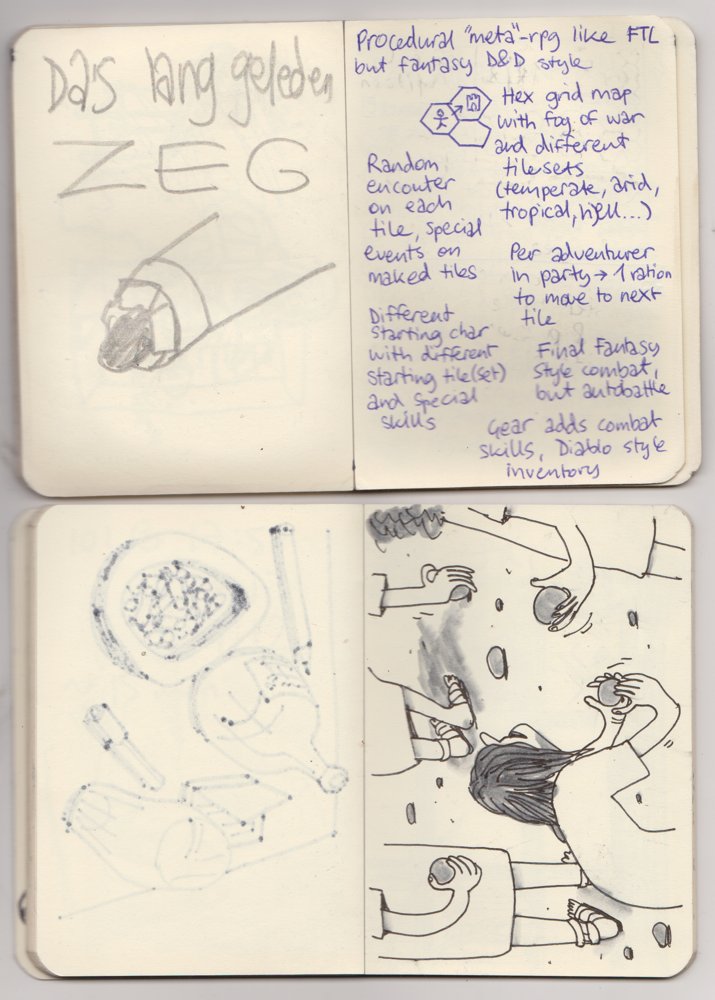 Da's lang geleden
ZEG
Procedural "meta"-rpg like FTL
but fantasy D&D style
Hex grid map
with fog of war
and different
tilesets
(temperate, arid,
tropical, hell...)
Random
encouter
on each
tile, special
events on
maked tiles
Per adventurer
in party → 1 ration
to move to next
tile
Different
starting char
with different
starting tile(set)
and special
skills
Final Fantasy
style combat,
but autobattle
Gear adds combat
skills, Diablo style
inventory